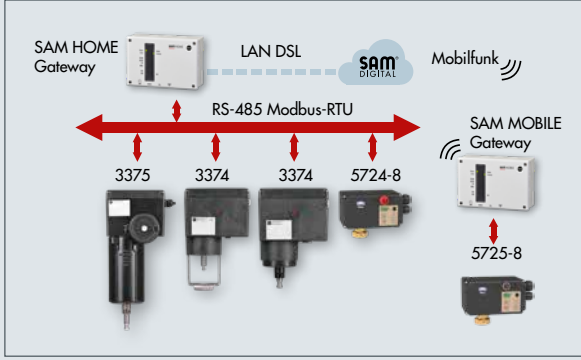 SAM HOME
Gateway
LAN DSL
SAM
DIGITAL
Mobilfunk
RS-485 Modbus-RTU
SAM MOBILE
Gateway
3375
3374
3374
5724-8
5725-8